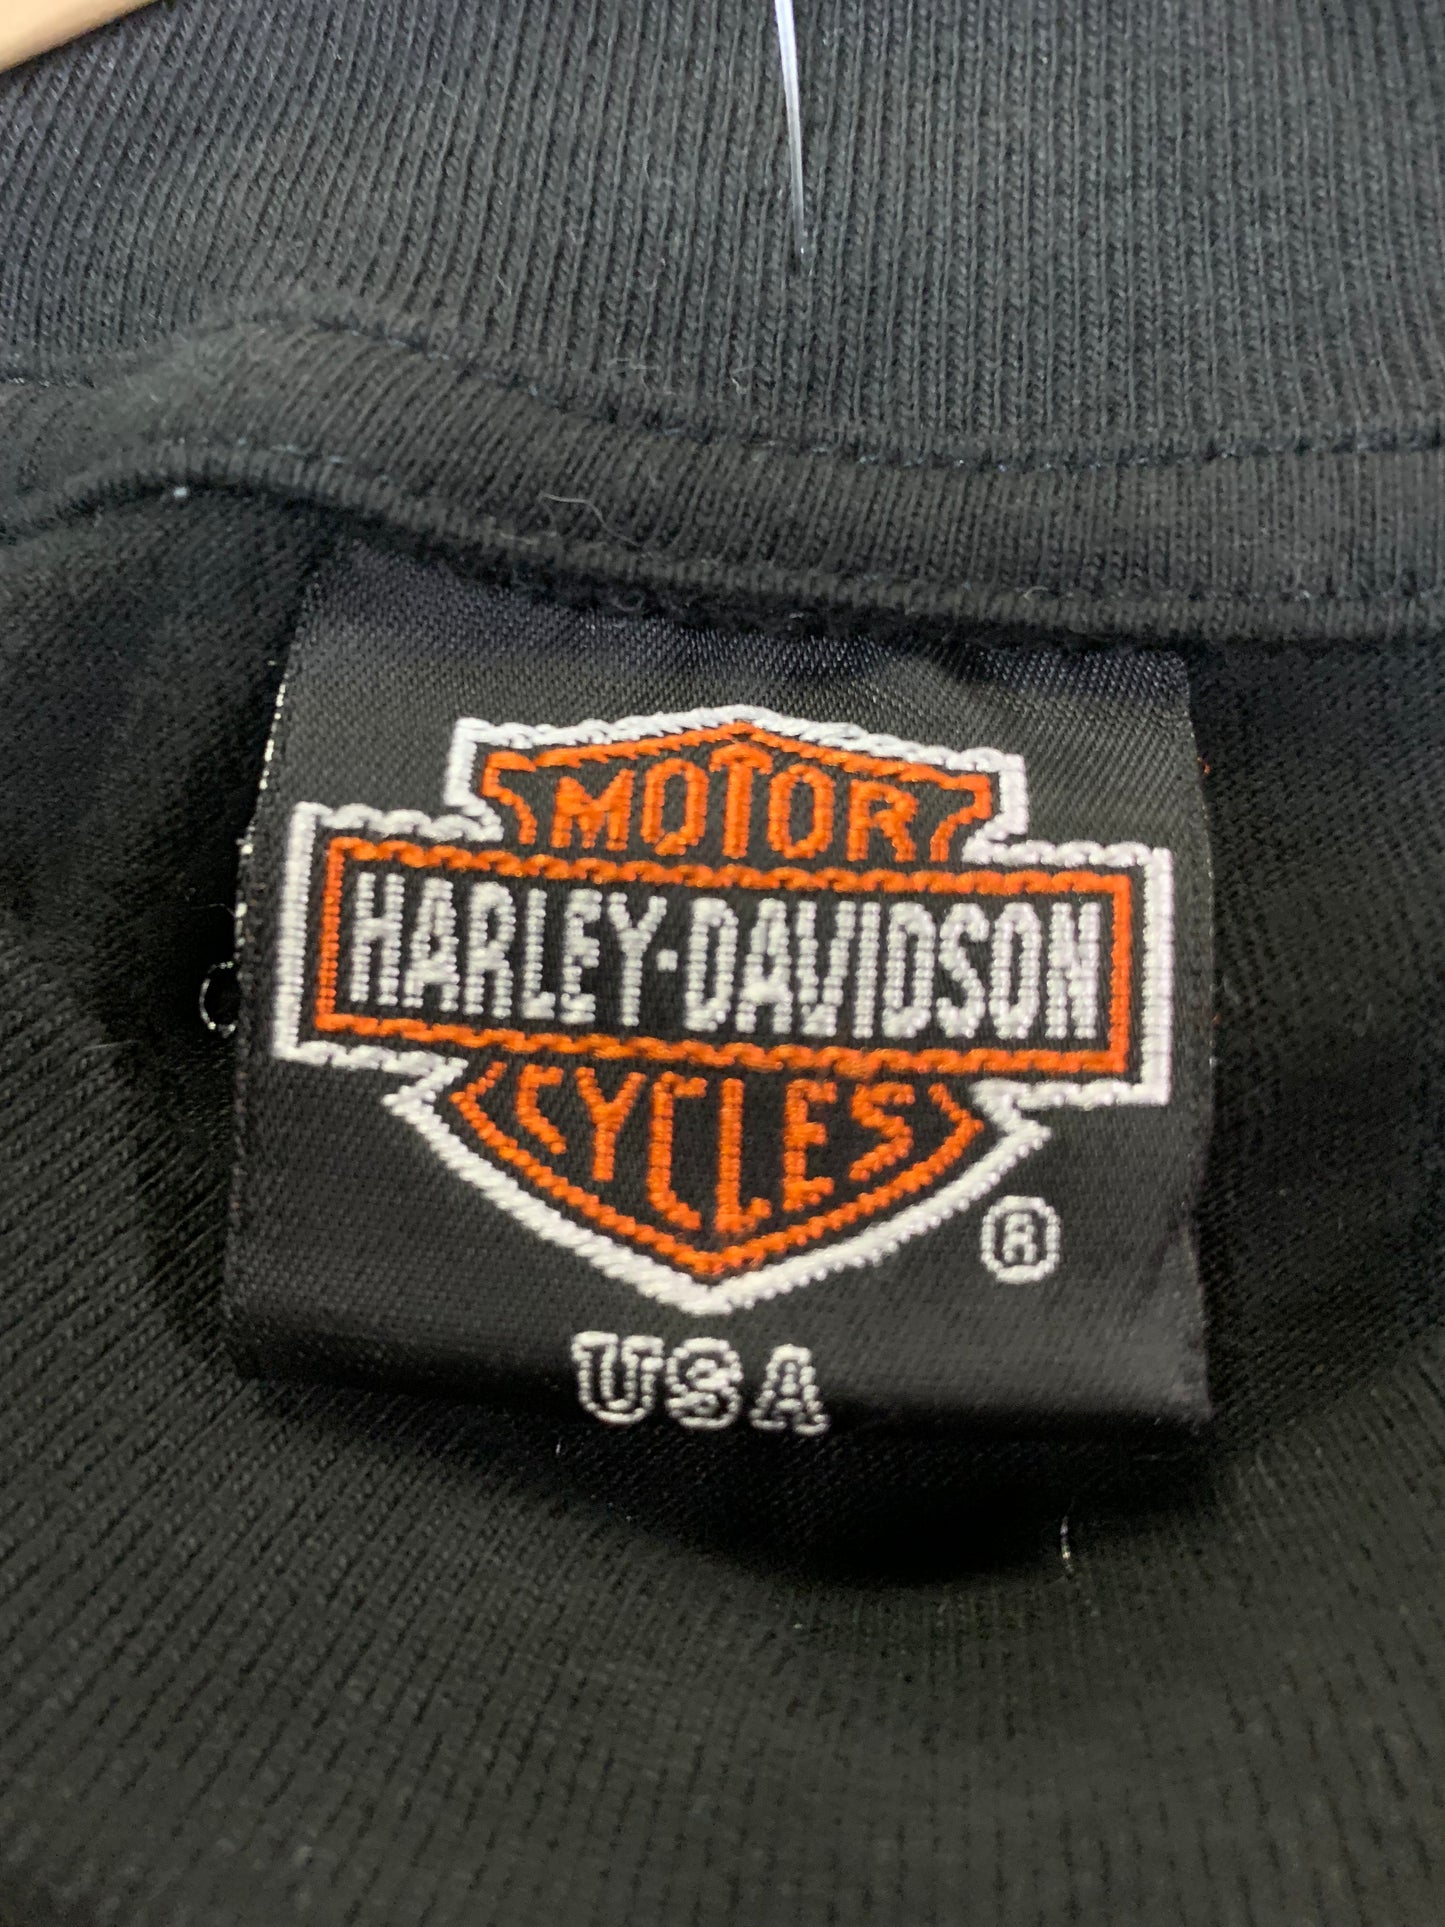 MOTOR
HARLEY-DAVIDSON
CYCLES
®
USA